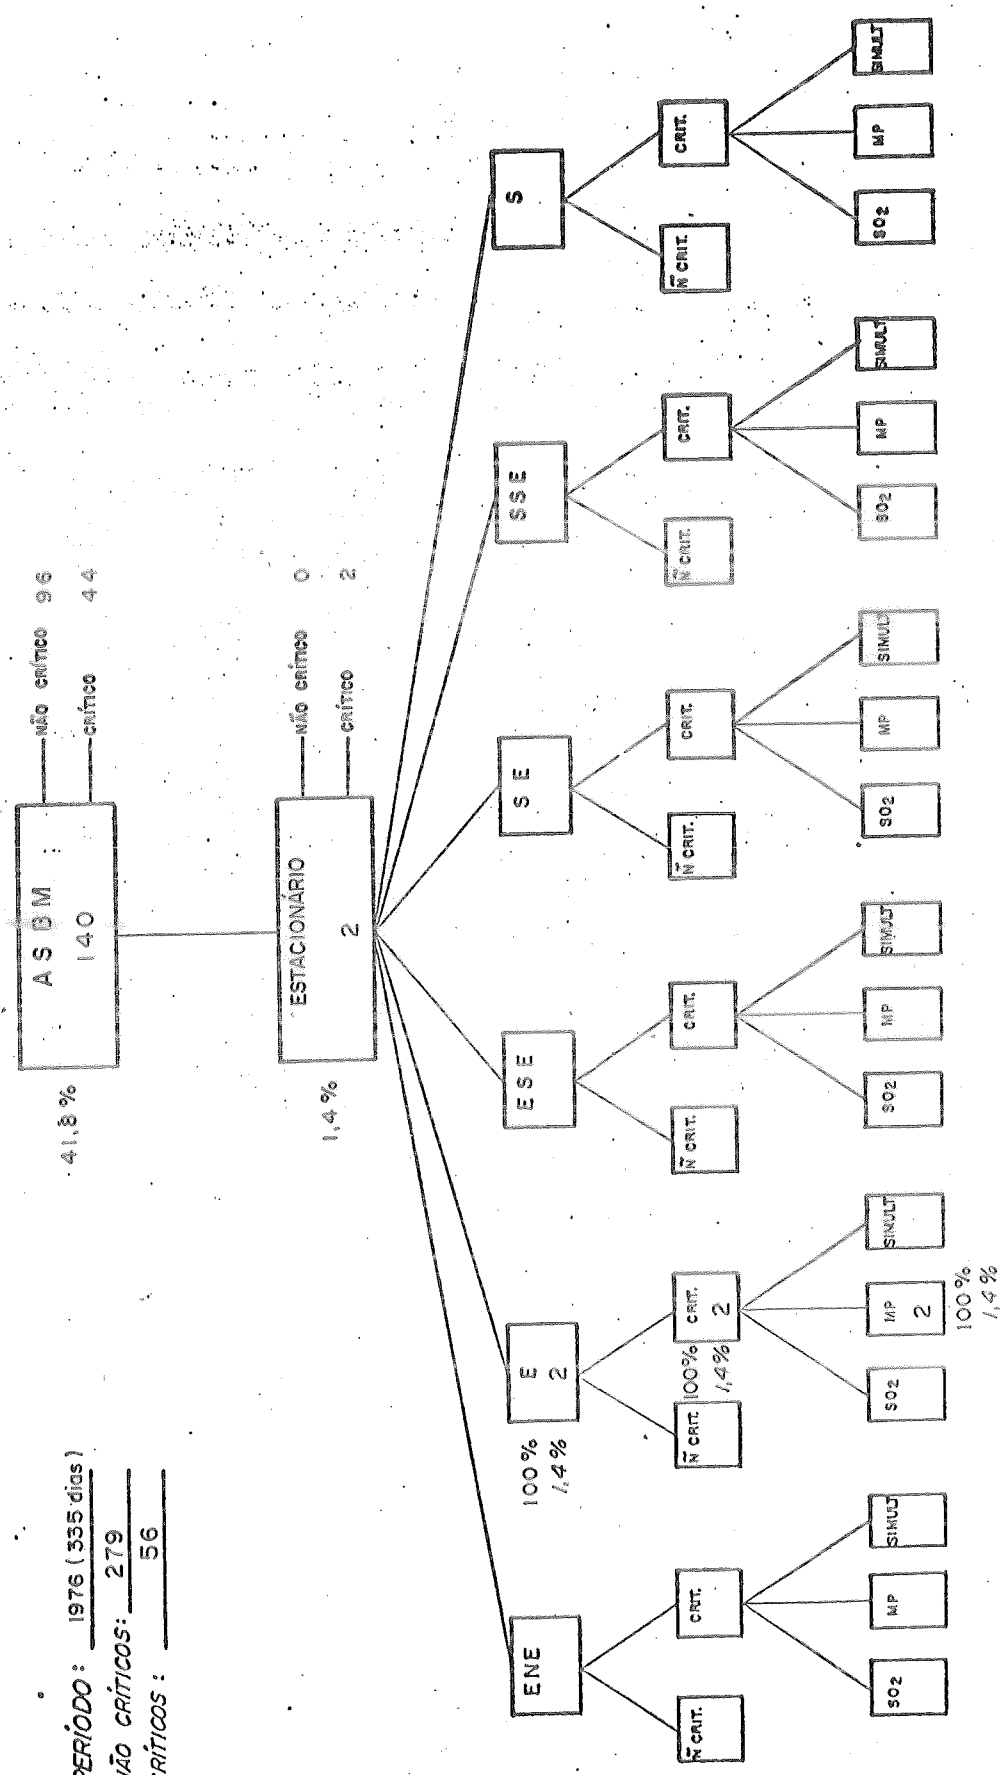 PERÍODO: 1976 (335 dias)
NÃO CRÍTICOS: 279
CRÍTICOS: 56
41,8%
ASBM:
140
NÃO CRÍTICO 96
CRÍTICO 44
1,4%
ESTACIONÁRIO
2
NÃO CRÍTICO 0
CRÍTICO 2
ENE
Ñ CRIT.
CRIT.
SO2
MP
SIMULT
100%
1,4%
E
2
Ñ CRIT.
100%
1,4%
CRIT.
2
SO2
MP
2
100%
1,4%
SIMULT
ESE
Ñ CRIT.
CRIT.
SO2
MP
SIMULT
SE
Ñ CRIT.
CRIT.
SO2
MP
SIMULT
SSE
Ñ CRIT.
CRIT.
SO2
MP
SIMULT
S
Ñ CRIT.
CRIT.
SO2
MP
SIMULT